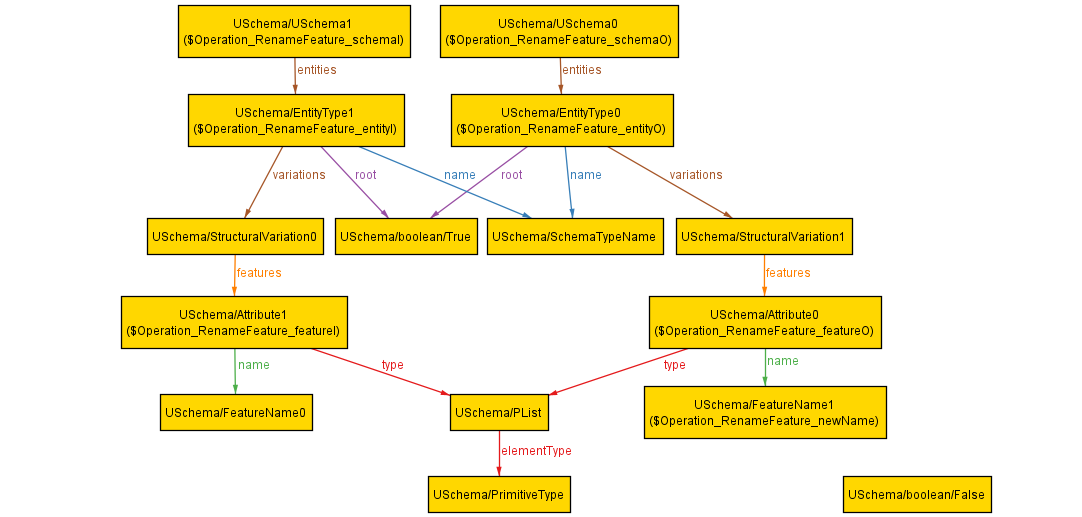 USchema/USchema1
($Operation_RenameFeature_schemaI)
USchema/USchema0
($Operation_RenameFeature_schemaO)
entities
entities
USchema/EntityType1
($Operation_RenameFeature_entityI)
USchema/EntityType0
($Operation_RenameFeature_entityO)
variations
root
name
root
name
variations
USchema/StructuralVariation0
USchema/boolean/True
USchema/SchemaTypeName
USchema/StructuralVariation1
features
features
USchema/Attribute1
($Operation_RenameFeature_featureI)
USchema/Attribute0
($Operation_RenameFeature_featureO)
name
type
type
name
USchema/FeatureName0
USchema/PList
USchema/FeatureName1
($Operation_RenameFeature_newName)
elementType
USchema/PrimitiveType
USchema/boolean/False